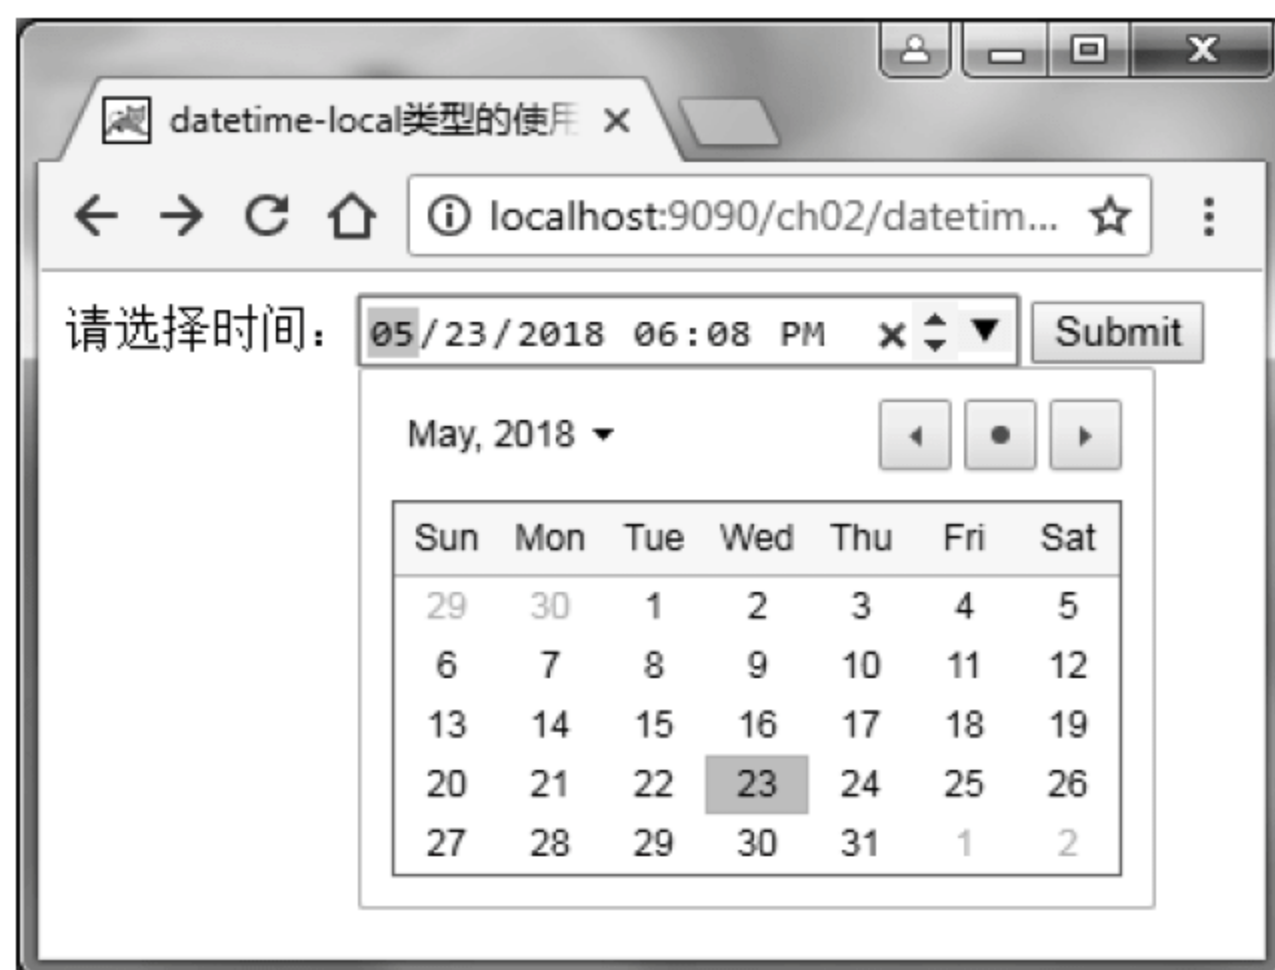 datetime-local类型的使用
localhost:9090/ch02/datetim...
请选择时间： 05/23/2018 06:08 PM Submit
May, 2018
Sun Mon Tue Wed Thu Fri Sat
29 30 1 2 3 4 5
6 7 8 9 10 11 12
13 14 15 16 17 18 19
20 21 22 23 24 25 26
27 28 29 30 31 1 2